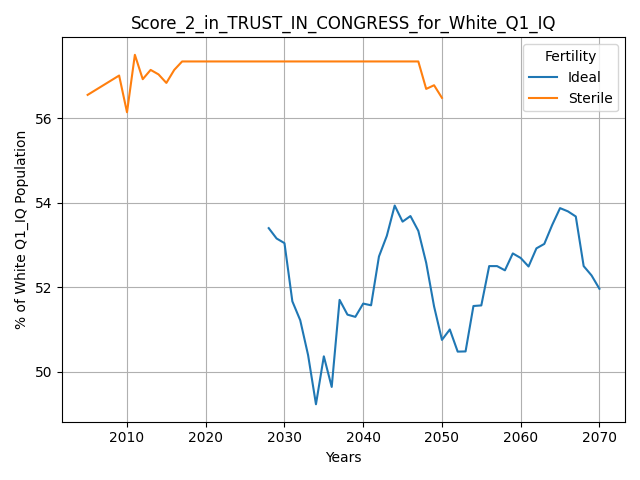 Score_2_in_TRUST_IN_CONGRESS_for_White_Q1_IQ
% of White Q1_IQ Population
56
54
52
50
Fertility
Ideal
Sterile
2010 2020 2030 2040 2050 2060 2070
Years